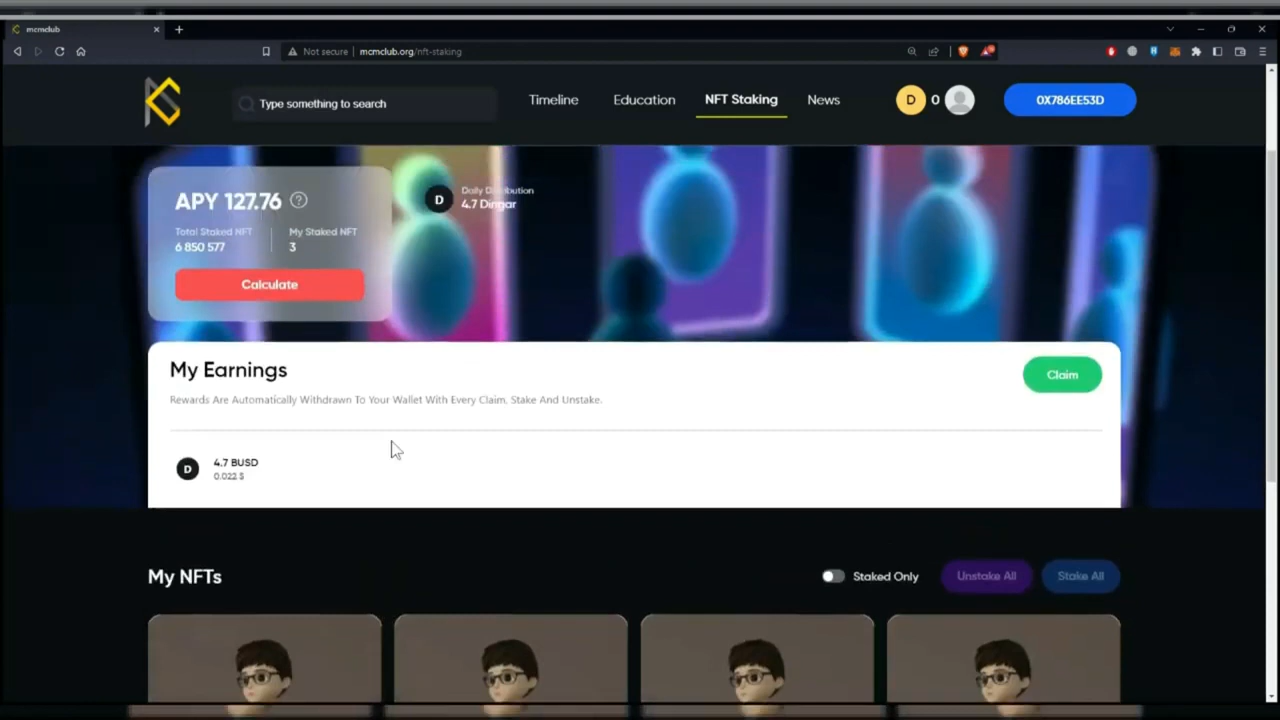 mcmclub
Not secure | mcmclub.org/nft-staking
Type something to search
Timeline
Education
NFT Staking
News
D
0
0X786EE53D
APY 127.76 ?
Total Staked NFT
6 850 577
My Staked NFT
3
Calculate
D
Daily Distribution
4.7 Dingar
My Earnings
Claim
Rewards Are Automatically Withdrawn To Your Wallet With Every Claim, Stake And Unstake.
D
4.7 BUSD
0.022 $
My NFTs
Staked Only
Unstake All
Stake All